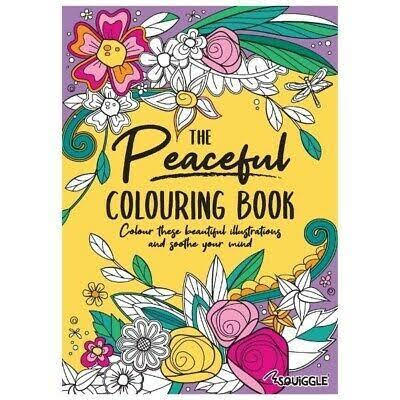 THE
Peaceful
COLOURING BOOK
Colour these beautiful illustrations
and soothe your mind
SQUIGGLE